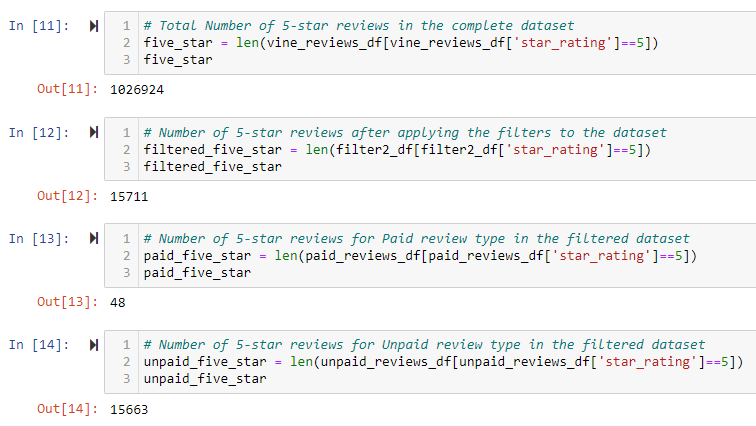 In [11]:
1 # Total Number of 5-star reviews in the complete dataset
2 five_star = len(vine_reviews_df[vine_reviews_df['star_rating']==5])
3 five_star
Out[11]: 1026924
In [12]:
1 # Number of 5-star reviews after applying the filters to the dataset
2 filtered_five_star = len(filter2_df[filter2_df['star_rating']==5])
3 filtered_five_star
Out[12]: 15711
In [13]:
1 # Number of 5-star reviews for Paid review type in the filtered dataset
2 paid_five_star = len(paid_reviews_df[paid_reviews_df['star_rating']==5])
3 paid_five_star
Out[13]: 48
In [14]:
1 # Number of 5-star reviews for Unpaid review type in the filtered dataset
2 unpaid_five_star = len(unpaid_reviews_df[unpaid_reviews_df['star_rating']==5])
3 unpaid_five_star
Out[14]: 15663